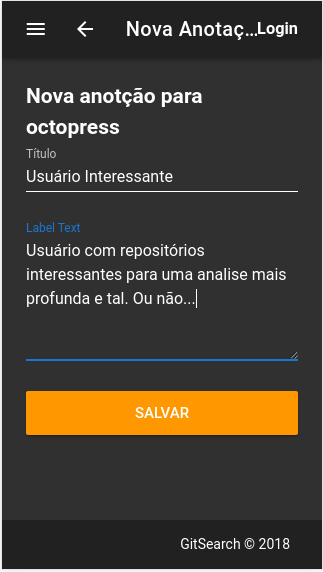 Nova Anotaç...Login
Nova anotção para
octopress
Título
Usuário Interessante
Label Text
Usuário com repositórios
interessantes para uma analise mais
profunda e tal. Ou não...
SALVAR
GitSearch © 2018